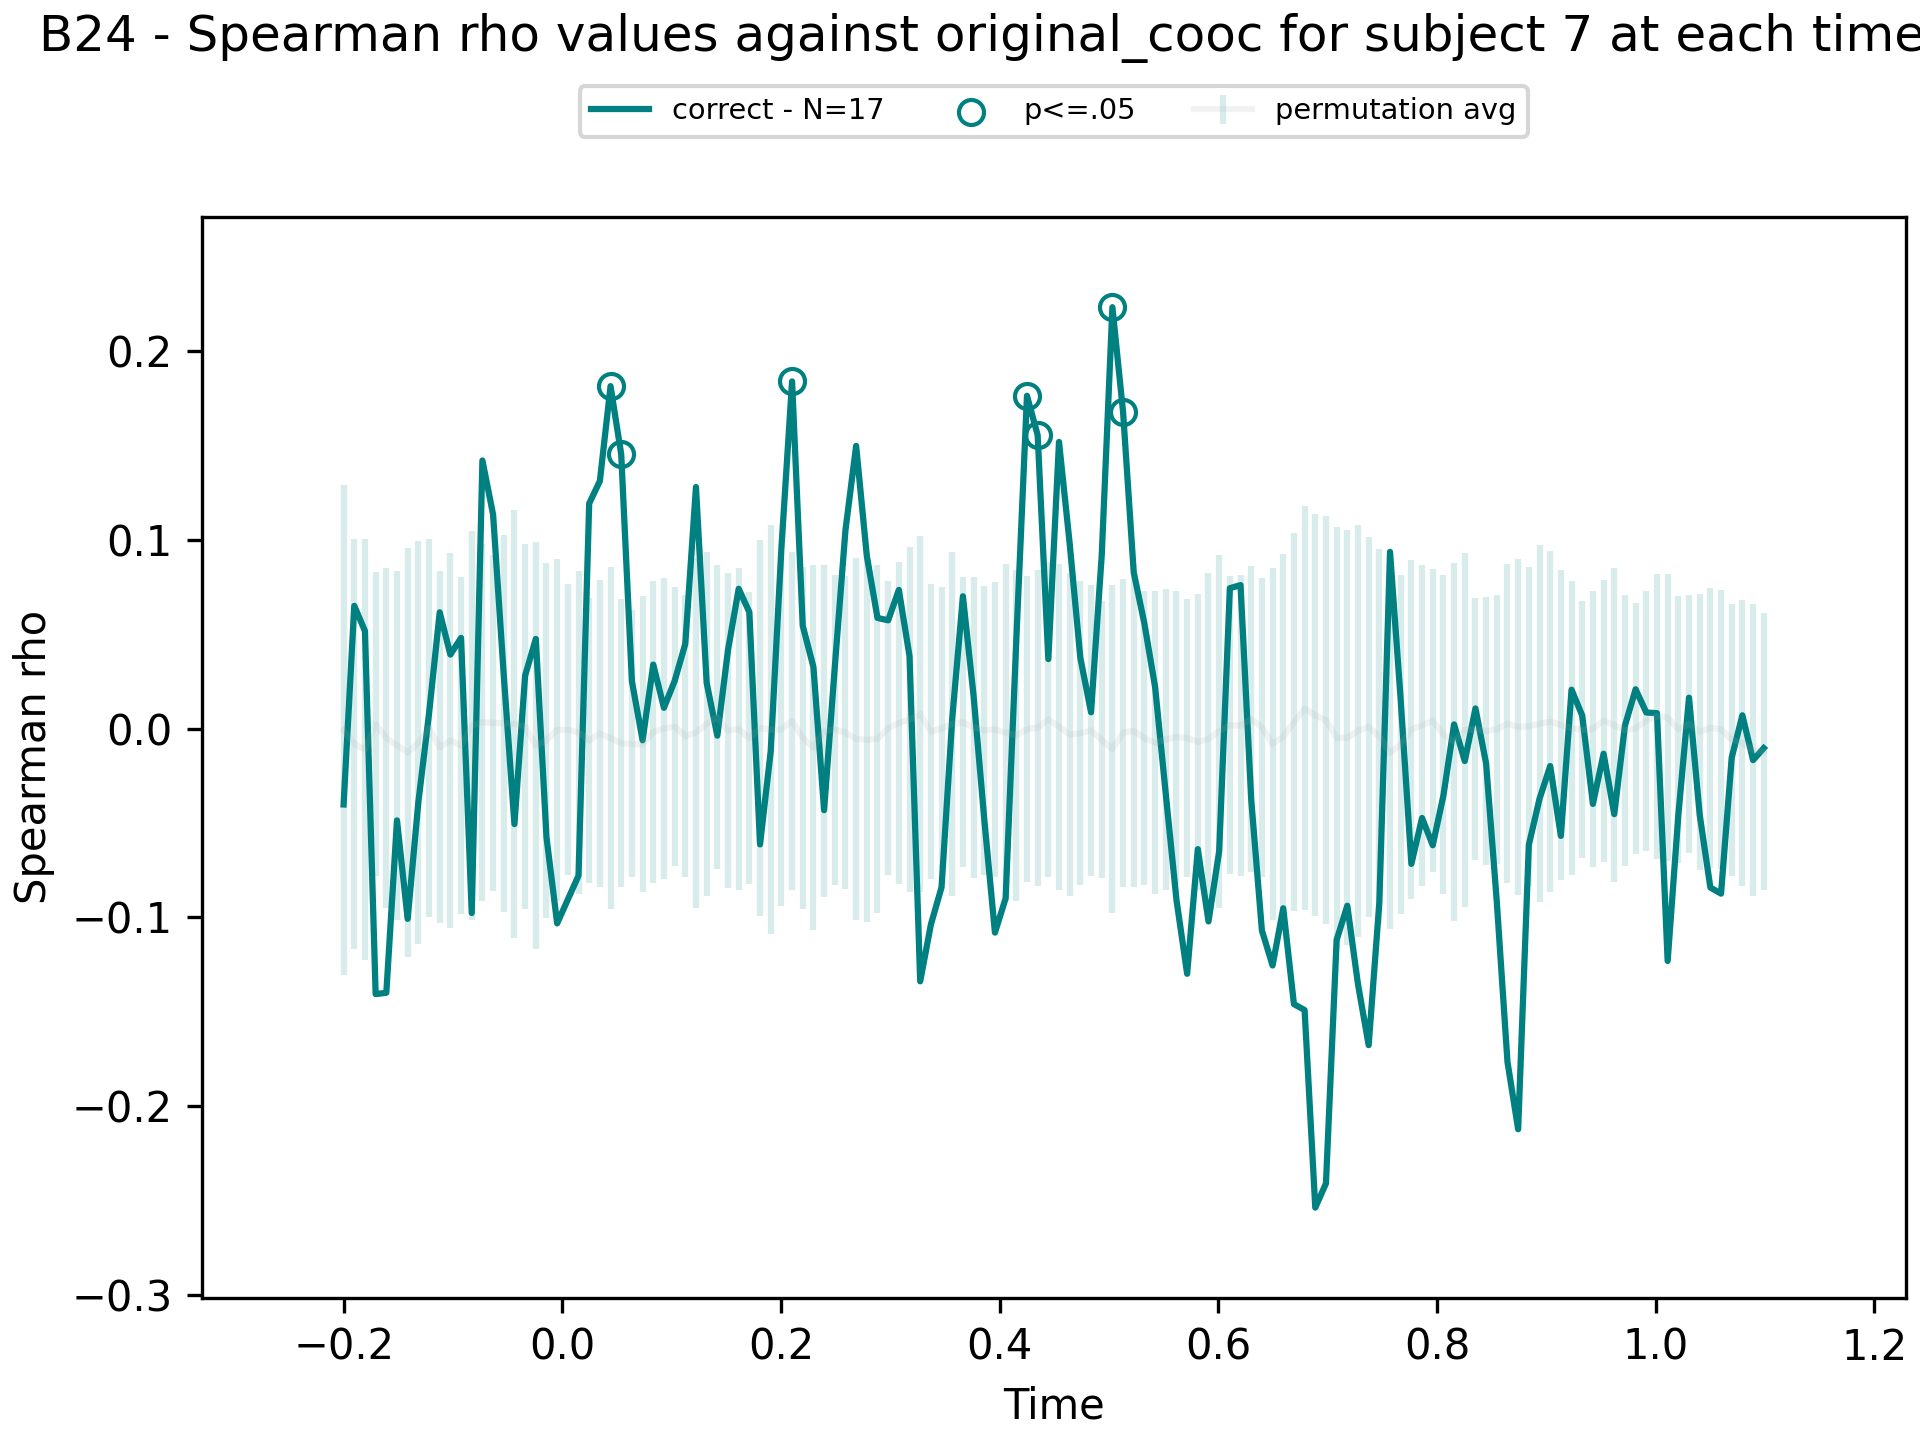 B24 - Spearman rho values against original_cooc for subject 7 at each time
correct - N=17 p<=.05 permutation avg
Spearman rho
0.2
0.1
0.0
−0.1
−0.2
−0.3
−0.2 0.0 0.2 0.4 0.6 0.8 1.0 1.2
Time